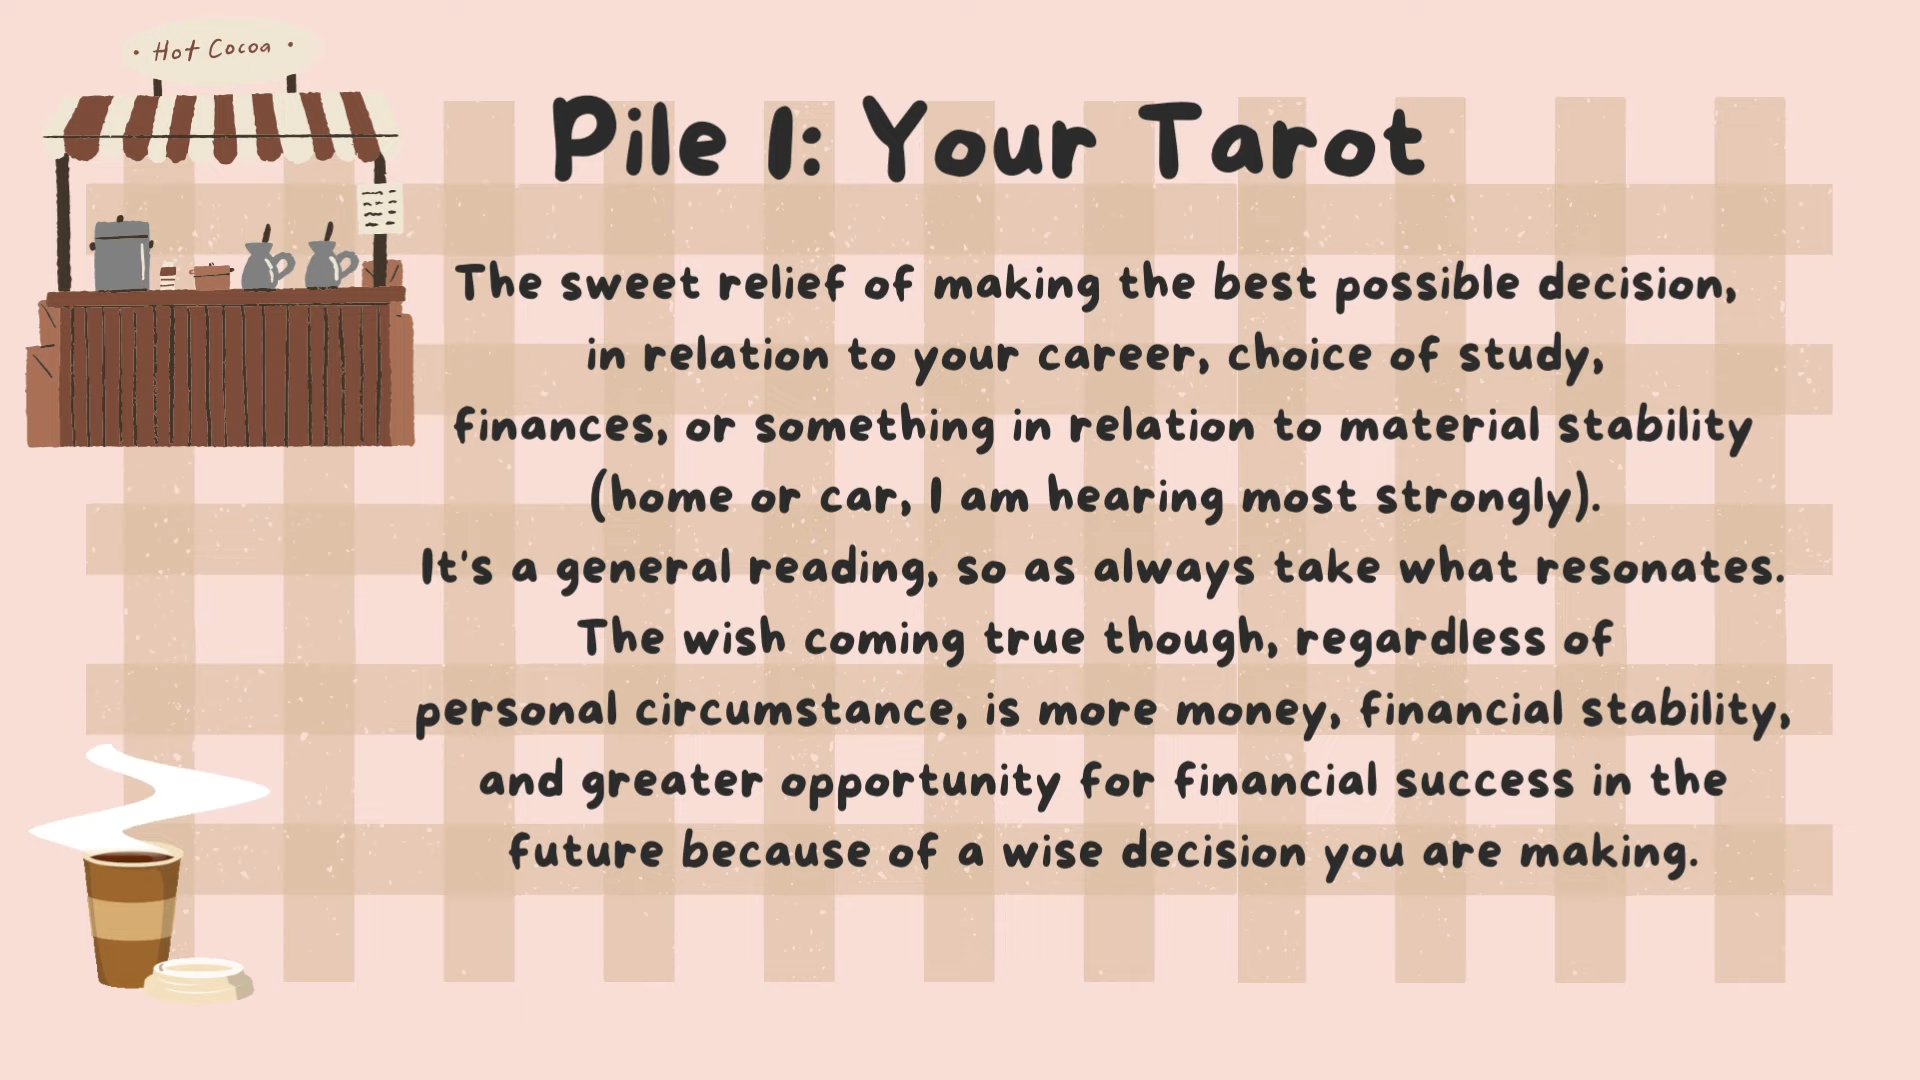 • Hot Cocoa •
Pile 1: Your Tarot
The sweet relief of making the best possible decision,
in relation to your career, choice of study,
finances, or something in relation to material stability
(home or car, I am hearing most strongly).
It's a general reading, so as always take what resonates.
The wish coming true though, regardless of
personal circumstance, is more money, financial stability,
and greater opportunity for financial success in the
future because of a wise decision you are making.